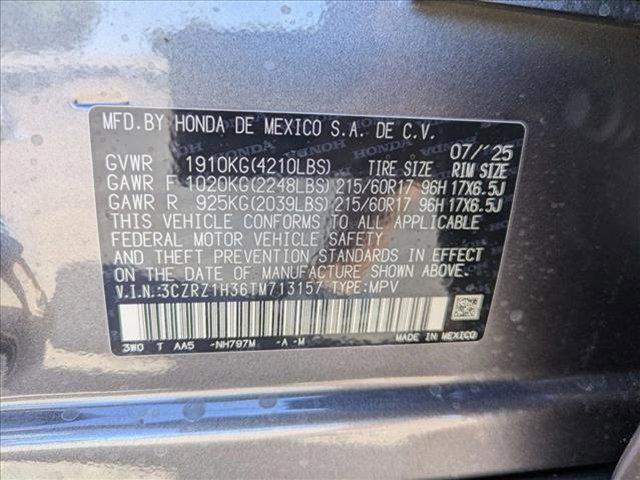 MFD.BY HONDA DE MEXICO S.A. DE C.V.
07/'25
GVWR 1910KG(4210LBS) TIRE SIZE RIM SIZE
GAWR F 1020KG(2248LBS) 215/60R17 96H 17X6.5J
GAWR R 925KG(2039LBS) 215/60R17 96H 17X6.5J
THIS VEHICLE CONFORMS TO ALL APPLICABLE
FEDERAL MOTOR VEHICLE SAFETY
AND THEFT PREVENTION STANDARDS IN EFFECT
ON THE DATE OF MANUFACTURE SHOWN ABOVE.
V.I.N.:3CZRZ1H36TM713157 TYPE:MPV
3W0 T AA5 -NH797M -A -M MADE IN MEXICO